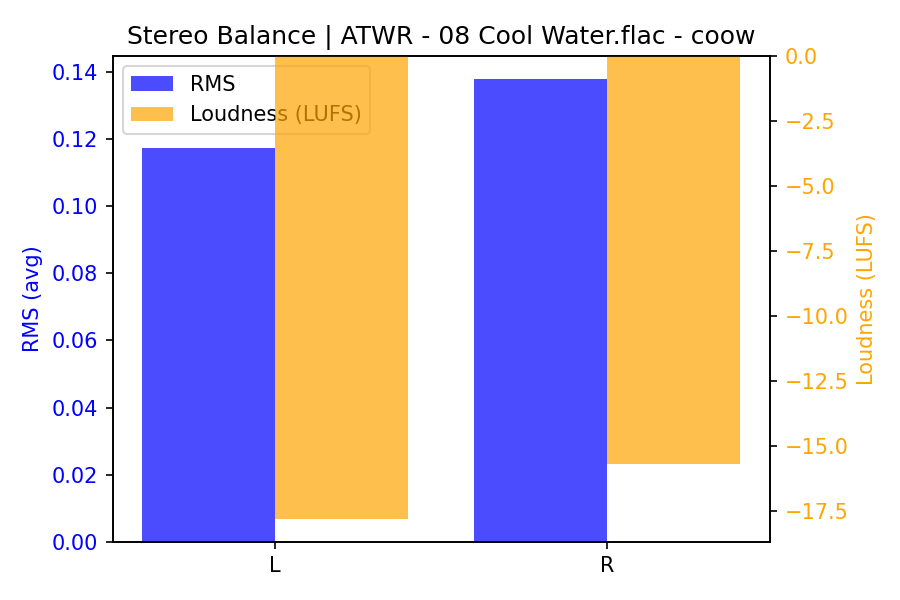 Stereo Balance | ATWR - 08 Cool Water.flac - coow
RMS
Loudness (LUFS)
RMS (avg)
0.14
0.12
0.10
0.08
0.06
0.04
0.02
0.00
L
R
0.0
−2.5
−5.0
−7.5
−10.0
−12.5
−15.0
−17.5
Loudness (LUFS)